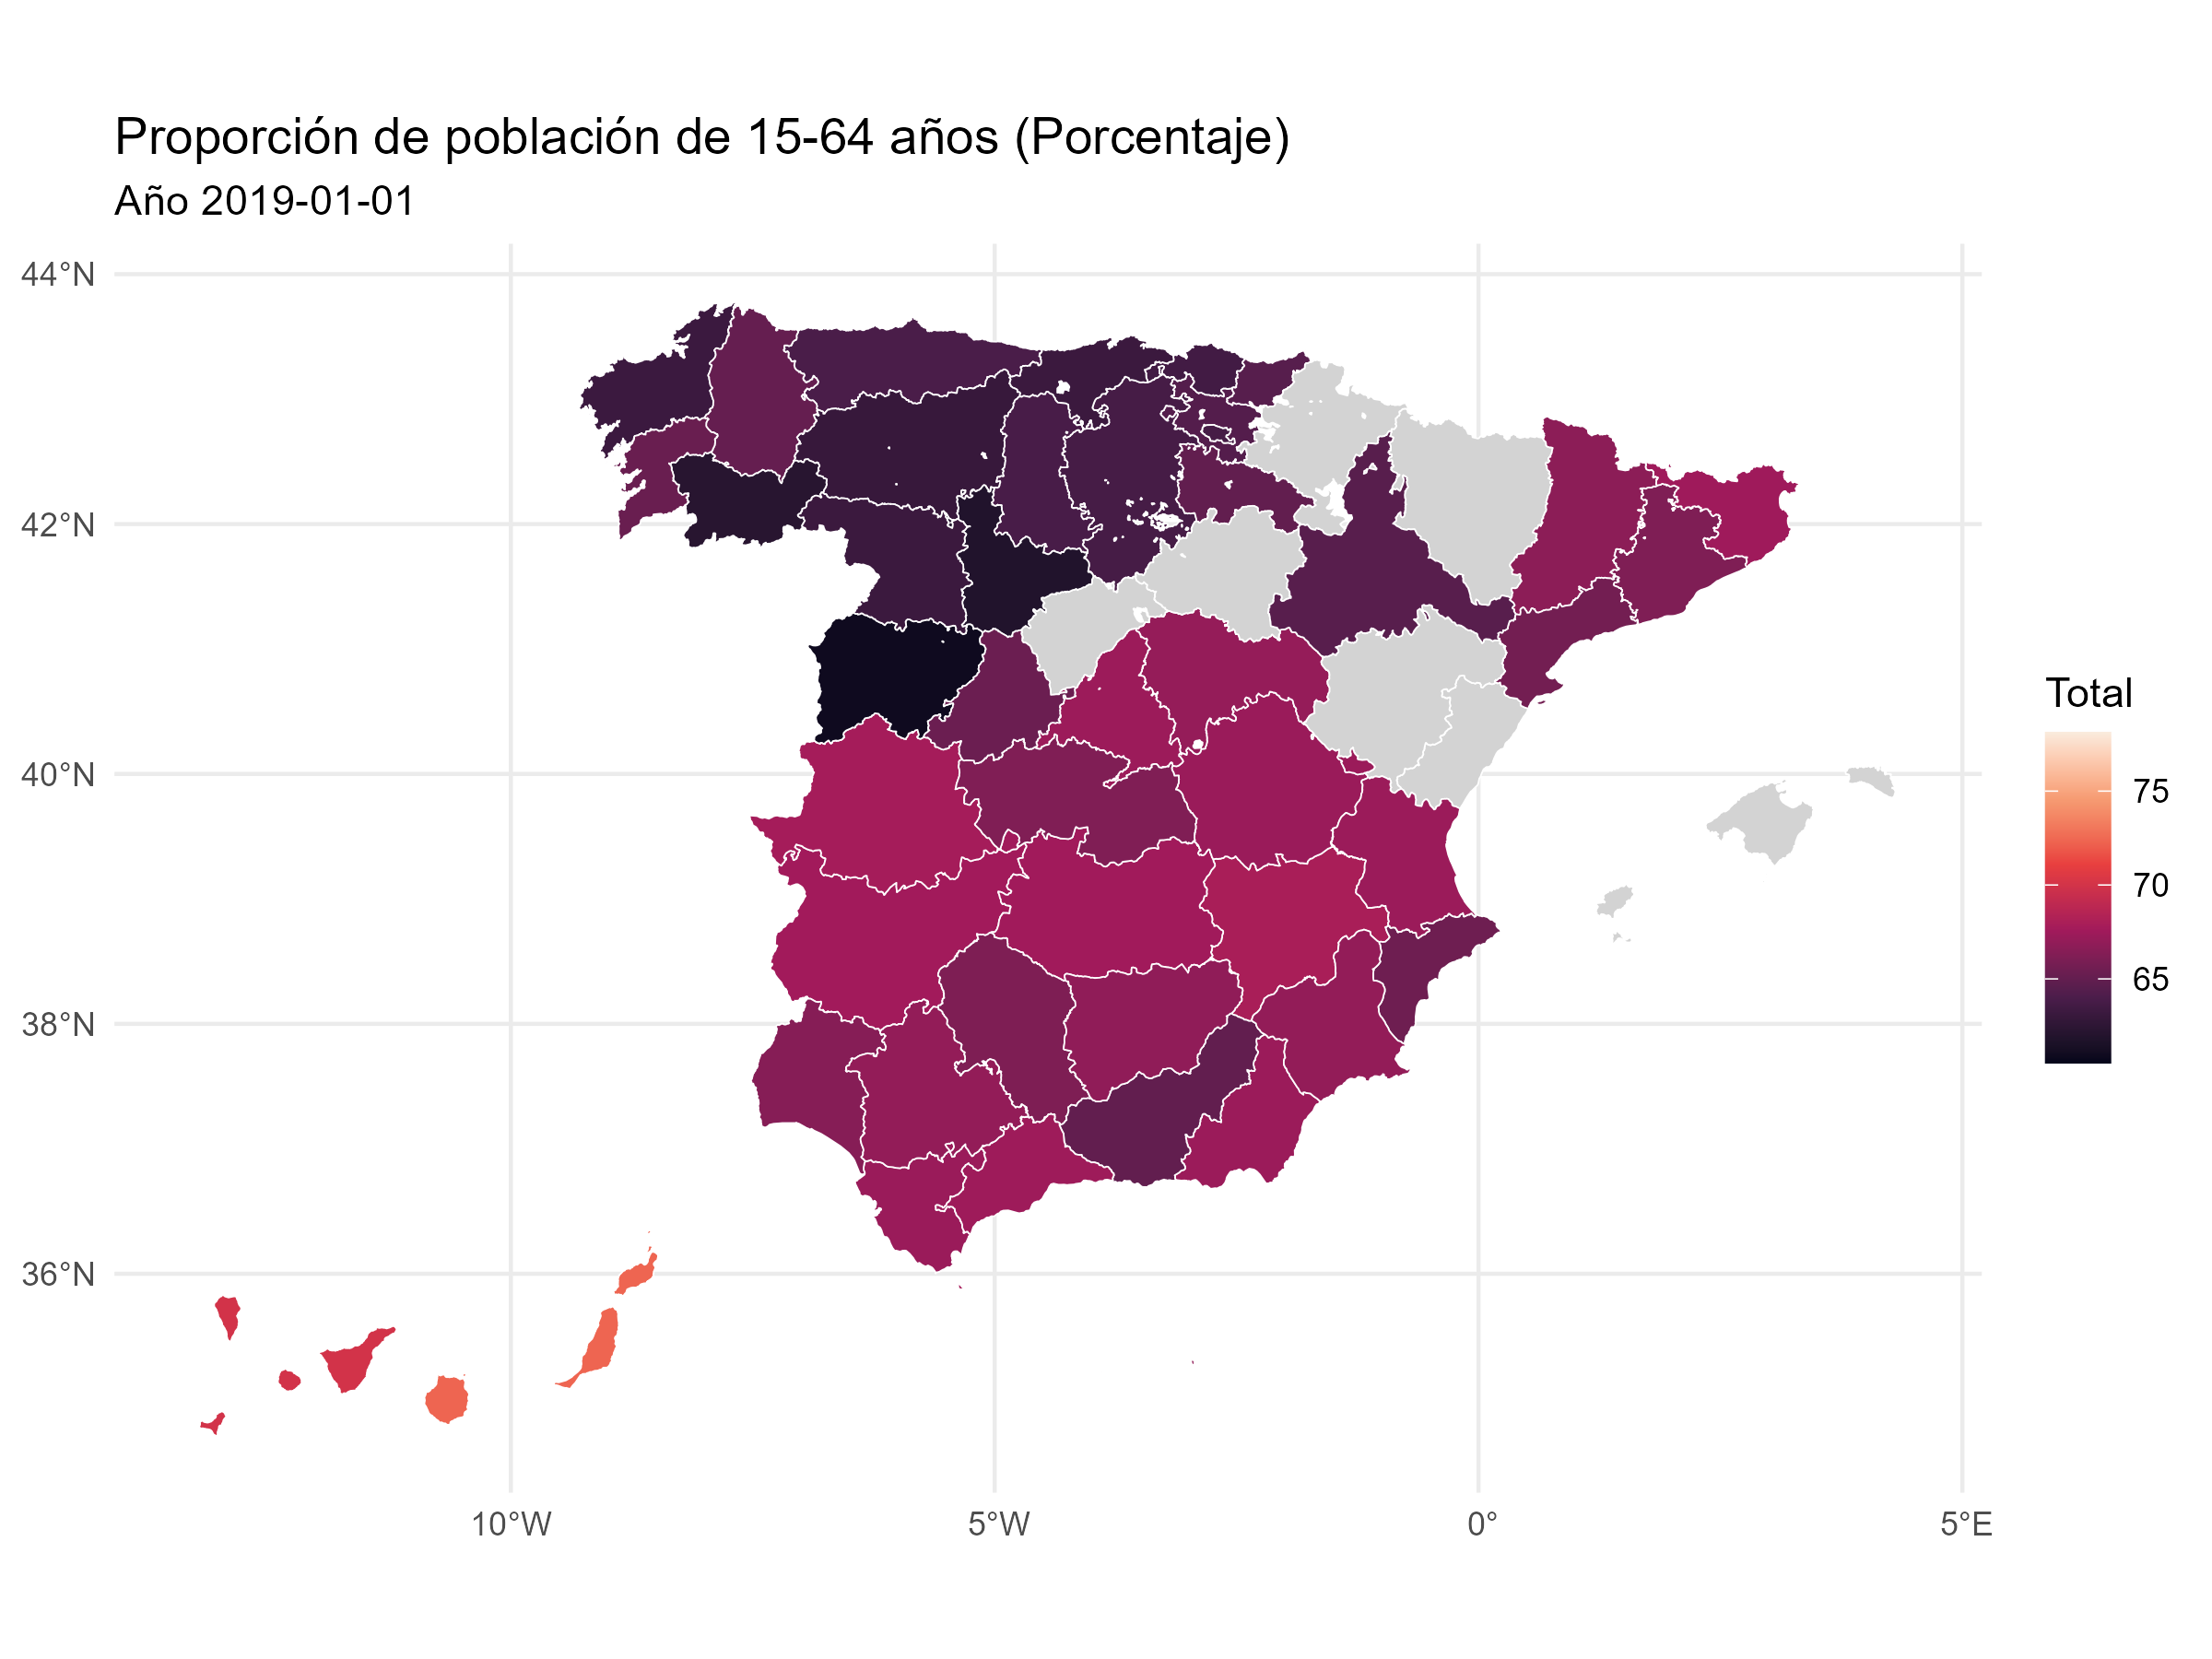 Proporción de población de 15-64 años (Porcentaje)
Año 2019-01-01
44°N
42°N
40°N
38°N
36°N
10°W
5°W
0°
5°E
Total
75
70
65